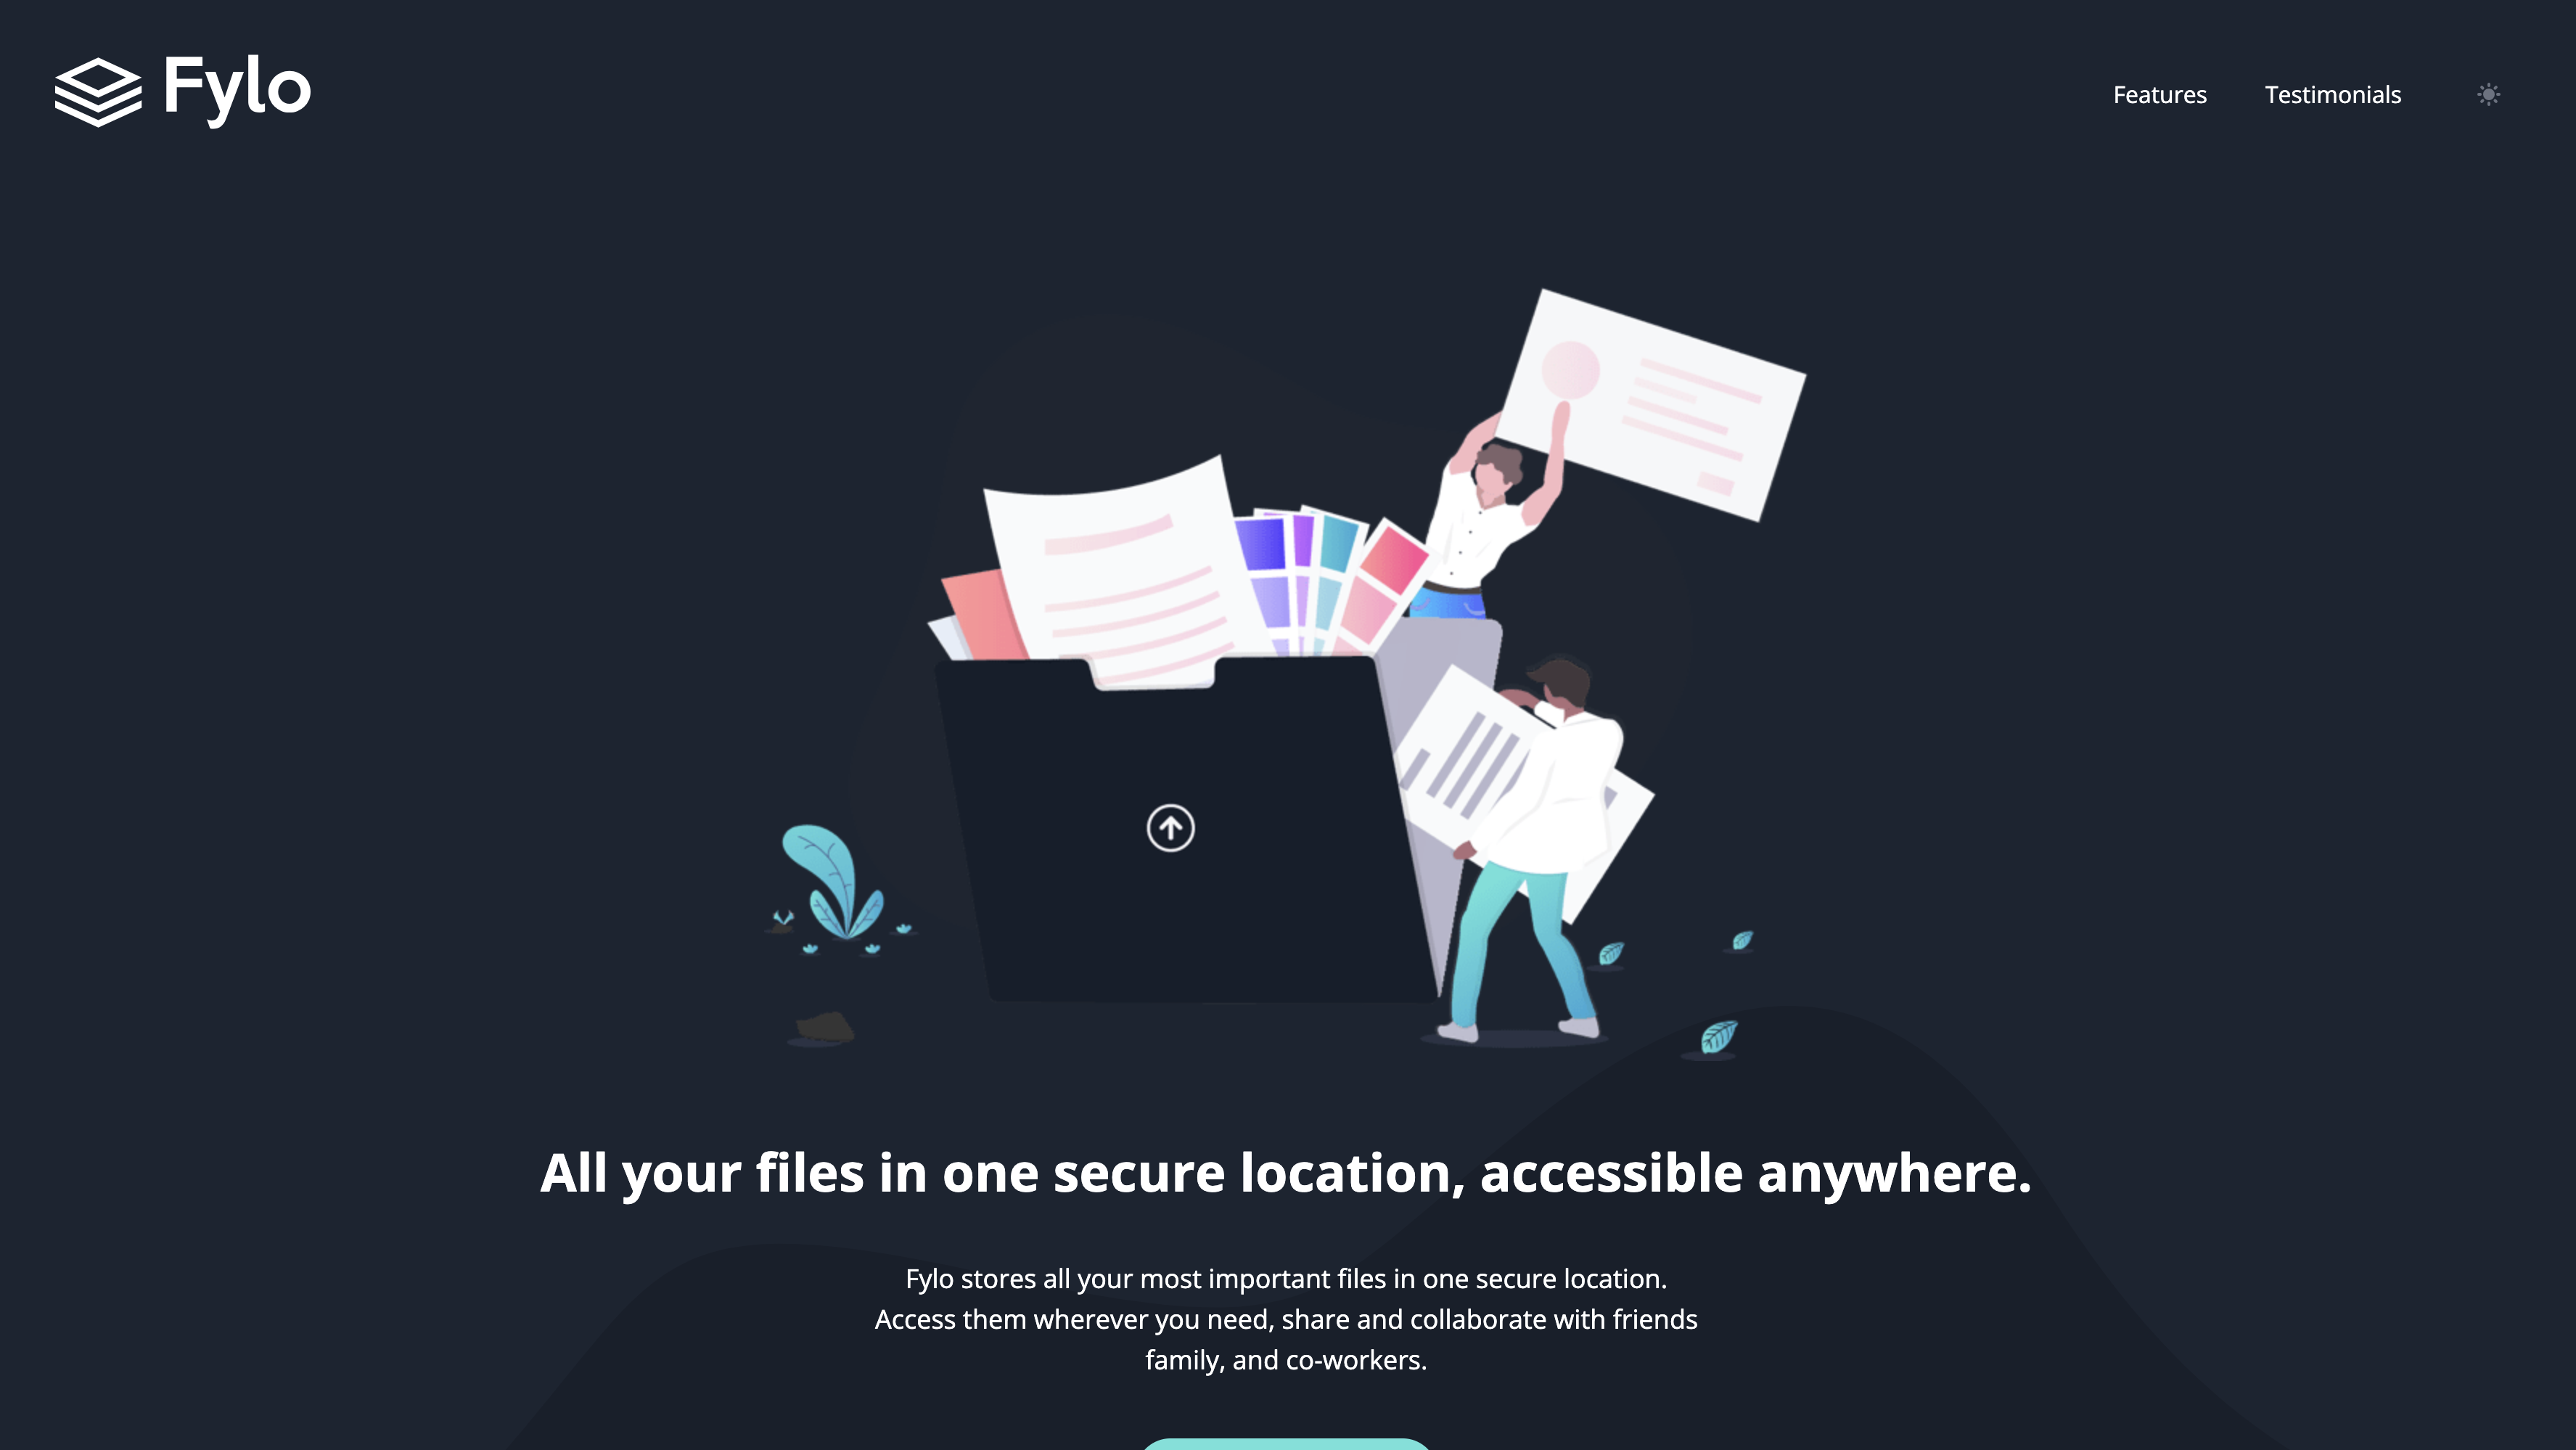 Fylo
Features
Testimonials
All your files in one secure location, accessible anywhere.
Fylo stores all your most important files in one secure location.
Access them wherever you need, share and collaborate with friends
family, and co-workers.